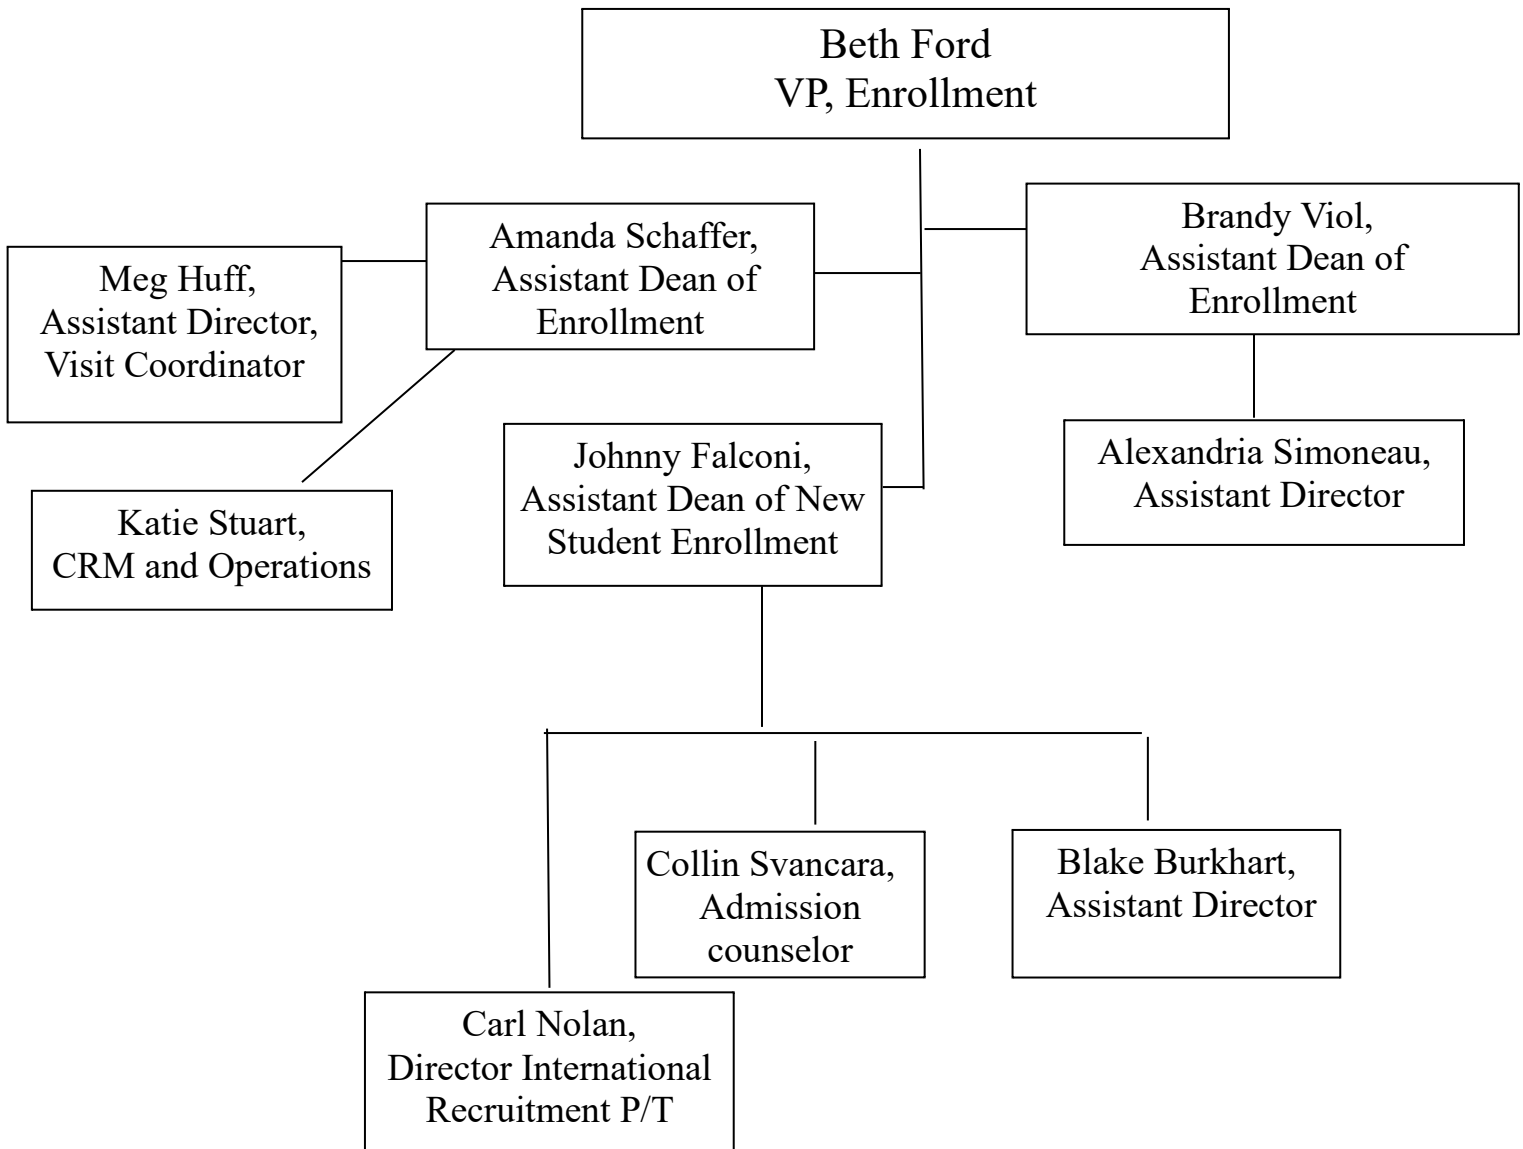 Beth Ford
VP, Enrollment
Amanda Schaffer,
Assistant Dean of
Enrollment
Brandy Viol,
Assistant Dean of
Enrollment
Meg Huff,
Assistant Director,
Visit Coordinator
Johnny Falconi,
Assistant Dean of New
Student Enrollment
Alexandria Simoneau,
Assistant Director
Katie Stuart,
CRM and Operations
Collin Svancara,
Admission
counselor
Blake Burkhart,
Assistant Director
Carl Nolan,
Director International
Recruitment P/T